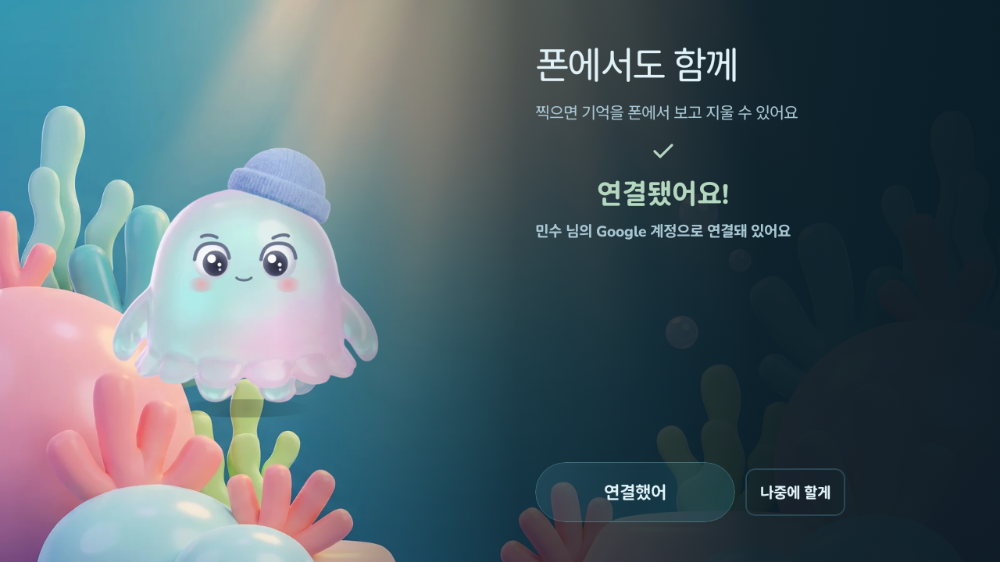 폰에서도 함께
찍으면 기억을 폰에서 보고 지울 수 있어요
연결됐어요!
민수 님의 Google 계정으로 연결돼 있어요
연결했어
나중에 할게